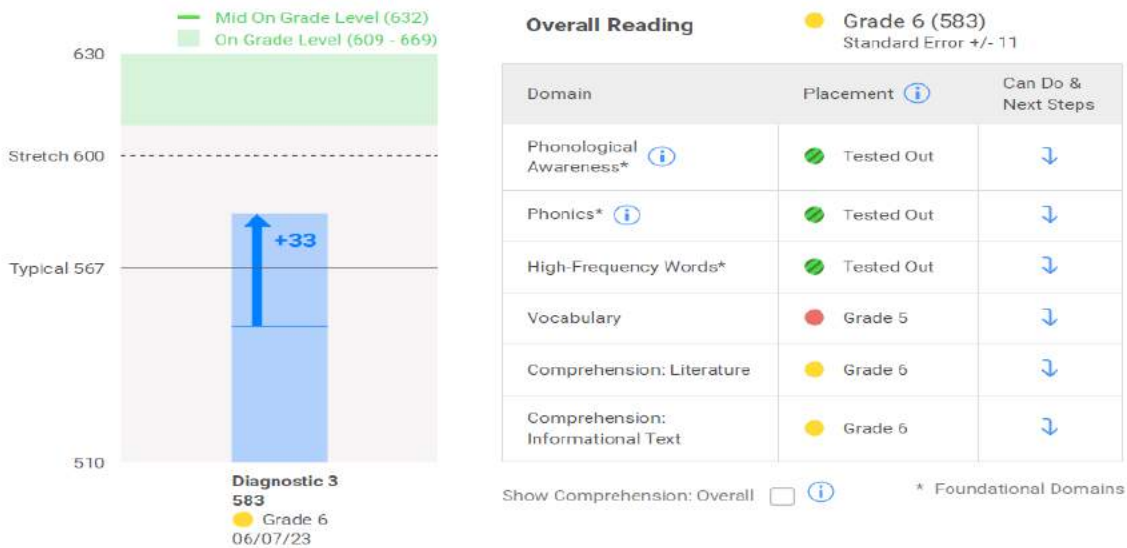 Mid On Grade Level (632)
On Grade Level (609 - 669)
630
Stretch 600
+33
Typical 567
510
Diagnostic 3
583
Grade 6
06/07/23
Overall Reading
Grade 6 (583)
Standard Error +/- 11
Domain
Placement
Can Do &
Next Steps
Phonological
Awareness*
Tested Out
Phonics*
Tested Out
High-Frequency Words*
Tested Out
Vocabulary
Grade 5
Comprehension: Literature
Grade 6
Comprehension:
Informational Text
Grade 6
Show Comprehension: Overall
* Foundational Domains